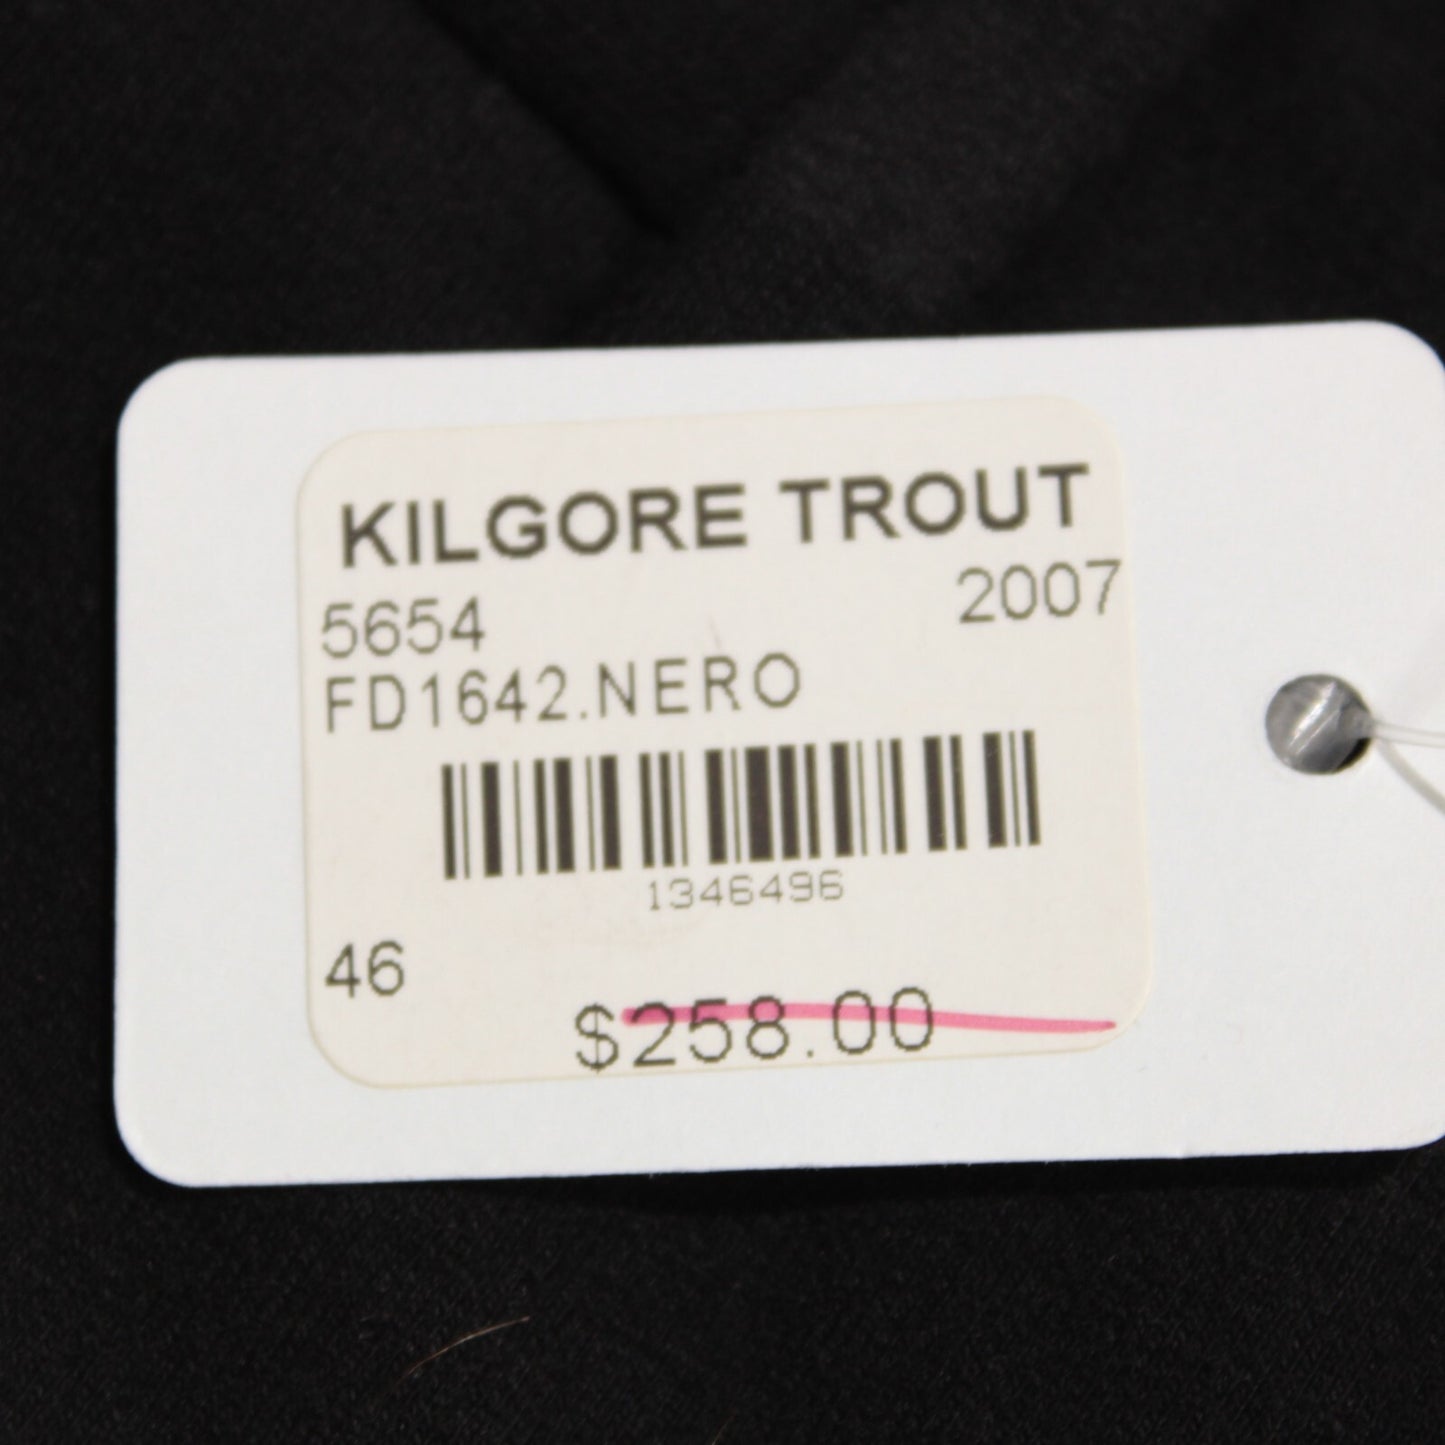 KILGORE TROUT
5654 2007
FD1642.NERO
1346496
46
$258.00